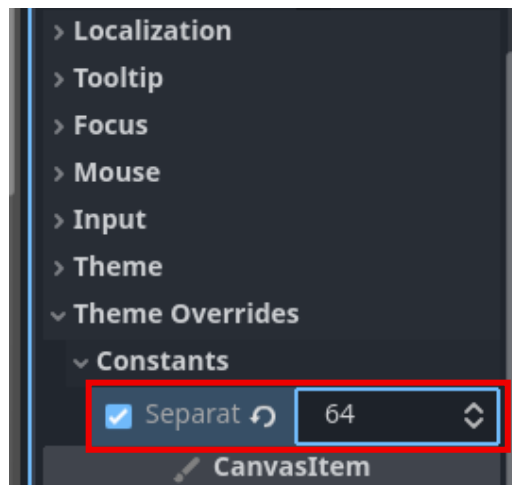 Localization
Tooltip
Focus
Mouse
Input
Theme
Theme Overrides
Constants
Separat 64
CanvasItem